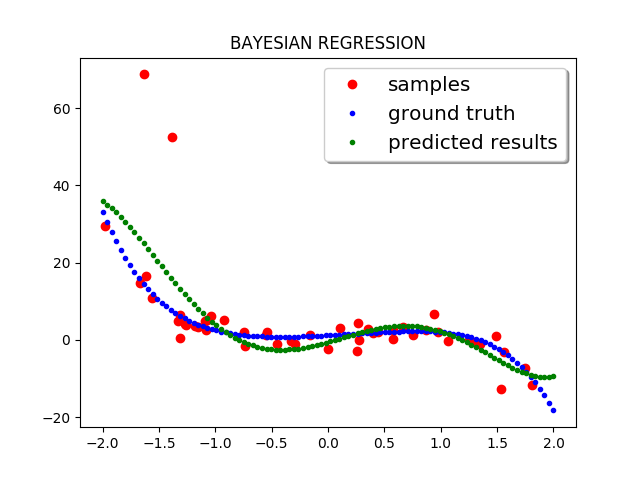 BAYESIAN REGRESSION
samples
ground truth
predicted results
60
40
20
0
−20
−2.0 −1.5 −1.0 −0.5 0.0 0.5 1.0 1.5 2.0